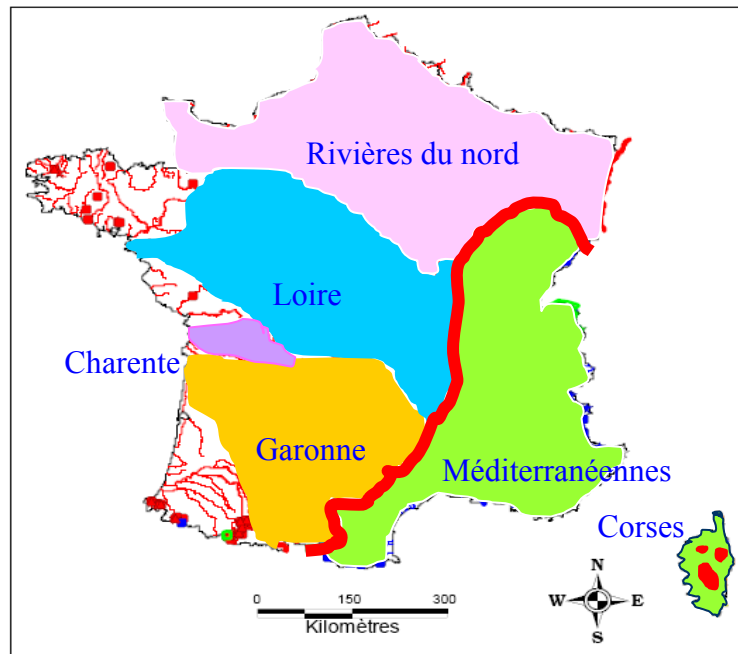 Rivières du nord
Loire
Charente
Garonne
Méditerranéennes
Corses
0 150 300
Kilomètres
N
W E
S